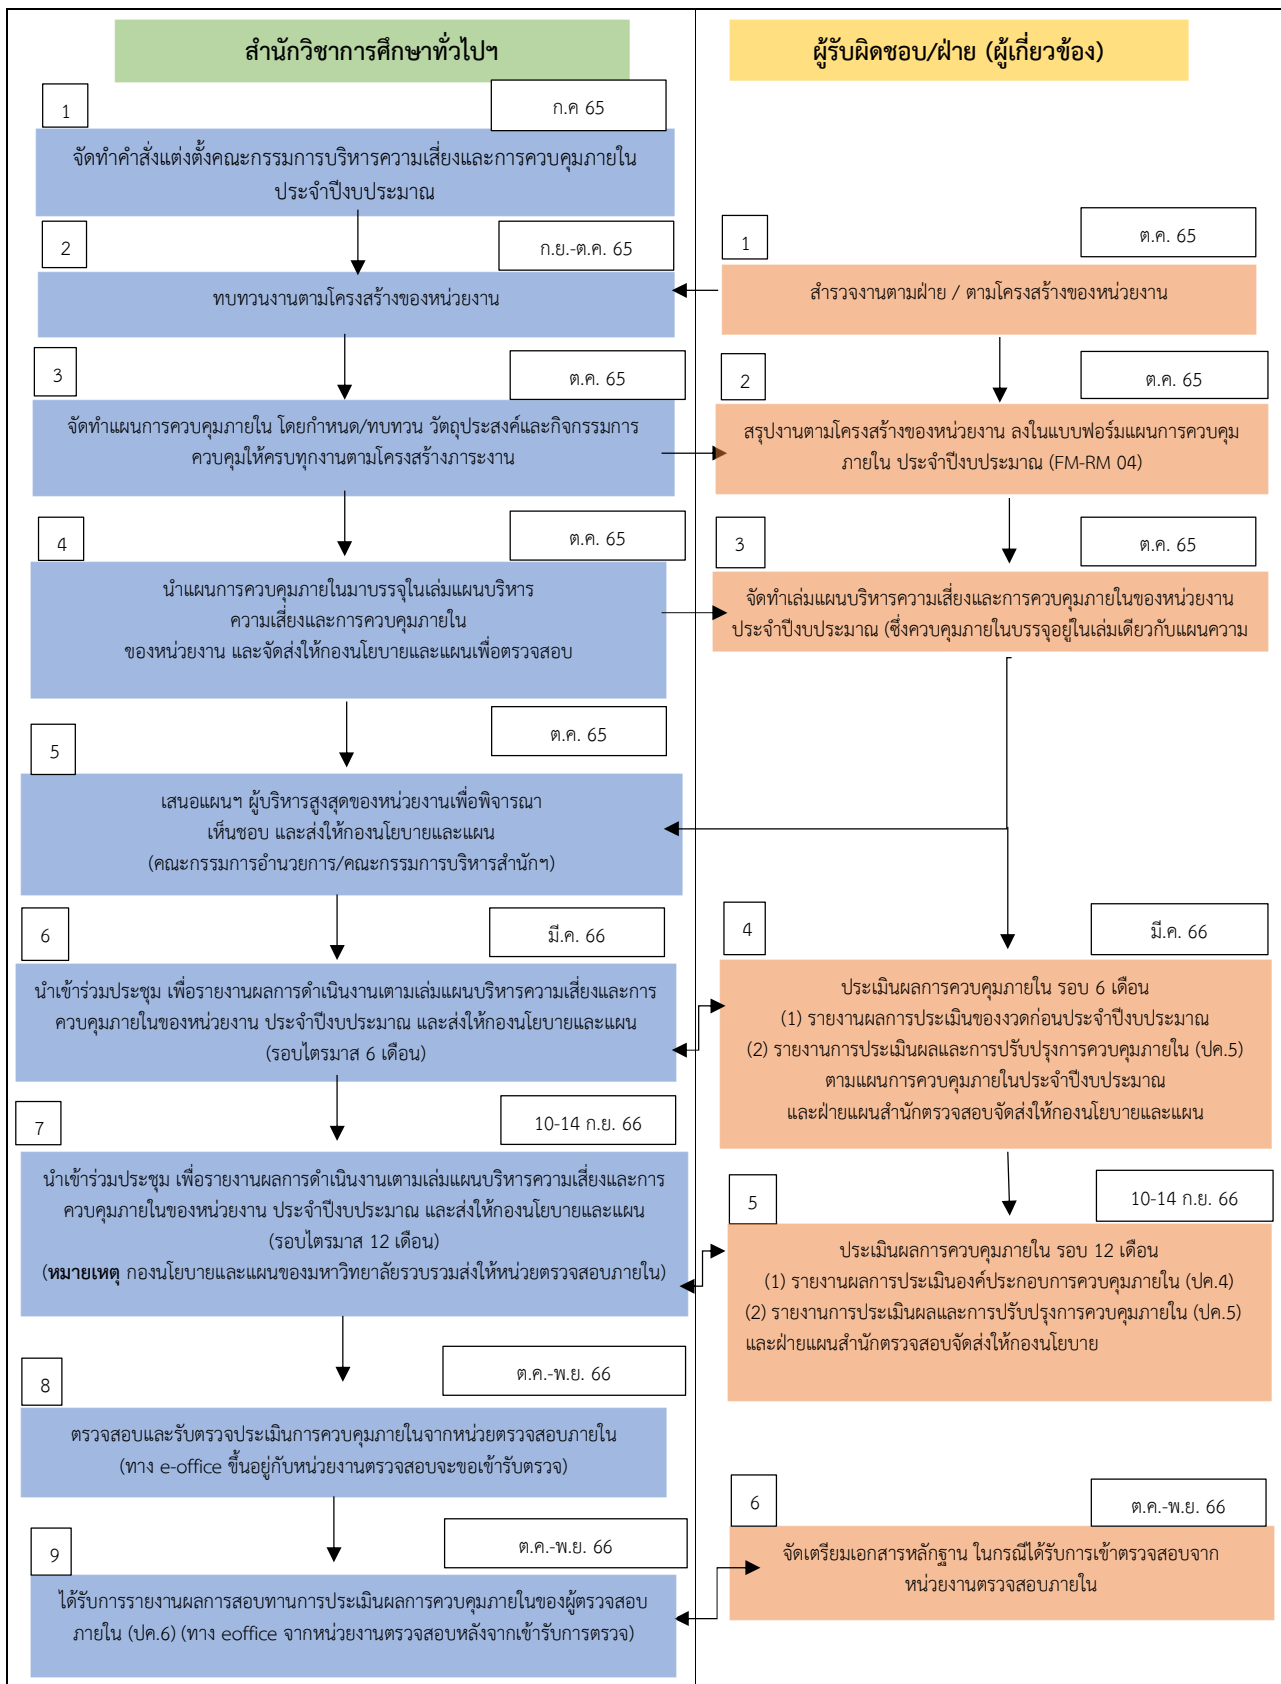 สำนักวิชาการศึกษาทั่วไปฯ
1
ก.ค 65
จัดทำคำสั่งแต่งตั้งคณะกรรมการบริหารความเสี่ยงและการควบคุมภายใน
ประจำปีงบประมาณ
2
ก.ย.-ต.ค. 65
ทบทวนงานตามโครงสร้างของหน่วยงาน
3
ต.ค. 65
จัดทำแผนการควบคุมภายใน โดยกำหนด/ทบทวน วัตถุประสงค์และกิจกรรมการ
ควบคุมให้ครบทุกงานตามโครงสร้างภาระงาน
4
ต.ค. 65
นำแผนการควบคุมภายในมาบรรจุในเล่มแผนบริหาร
ความเสี่ยงและการควบคุมภายใน
ของหน่วยงาน และจัดส่งให้กองนโยบายและแผนเพื่อตรวจสอบ
5
ต.ค. 65
เสนอแผนฯ ผู้บริหารสูงสุดของหน่วยงานเพื่อพิจารณา
เห็นชอบ และส่งให้กองนโยบายและแผน
(คณะกรรมการอำนวยการ/คณะกรรมการบริหารสำนักฯ)
6
มี.ค. 66
นำเข้าร่วมประชุม เพื่อรายงานผลการดำเนินงานเตามเล่มแผนบริหารความเสี่ยงและการ
ควบคุมภายในของหน่วยงาน ประจำปีงบประมาณ และส่งให้กองนโยบายและแผน
(รอบไตรมาส 6 เดือน)
7
10-14 ก.ย. 66
นำเข้าร่วมประชุม เพื่อรายงานผลการดำเนินงานเตามเล่มแผนบริหารความเสี่ยงและการ
ควบคุมภายในของหน่วยงาน ประจำปีงบประมาณ และส่งให้กองนโยบายและแผน
(รอบไตรมาส 12 เดือน)
(หมายเหตุ กองนโยบายและแผนของมหาวิทยาลัยรวบรวมส่งให้หน่วยตรวจสอบภายใน)
8
ต.ค.-พ.ย. 66
ตรวจสอบและรับตรวจประเมินการควบคุมภายในจากหน่วยตรวจสอบภายใน
(ทาง e-office ขึ้นอยู่กับหน่วยงานตรวจสอบจะขอเข้ารับตรวจ)
9
ต.ค.-พ.ย. 66
ได้รับการรายงานผลการสอบทานการประเมินผลการควบคุมภายในของผู้ตรวจสอบ
ภายใน (ปค.6) (ทาง eoffice จากหน่วยงานตรวจสอบหลังจากเข้ารับการตรวจ)
ผู้รับผิดชอบ/ฝ่าย (ผู้เกี่ยวข้อง)
1
ต.ค. 65
สำรวจงานตามฝ่าย / ตามโครงสร้างของหน่วยงาน
2
ต.ค. 65
สรุปงานตามโครงสร้างของหน่วยงาน ลงในแบบฟอร์มแผนการควบคุม
ภายใน ประจำปีงบประมาณ (FM-RM 04)
3
ต.ค. 65
จัดทำเล่มแผนบริหารความเสี่ยงและการควบคุมภายในของหน่วยงาน
ประจำปีงบประมาณ (ซึ่งควบคุมภายในบรรจุอยู่ในเล่มเดียวกับแผนความ
4
มี.ค. 66
ประเมินผลการควบคุมภายใน รอบ 6 เดือน
(1) รายงานผลการประเมินของงวดก่อนประจำปีงบประมาณ
(2) รายงานการประเมินผลและการปรับปรุงการควบคุมภายใน (ปค.5)
ตามแผนการควบคุมภายในประจำปีงบประมาณ
และฝ่ายแผนสำนักตรวจสอบจัดส่งให้กองนโยบายและแผน
5
10-14 ก.ย. 66
ประเมินผลการควบคุมภายใน รอบ 12 เดือน
(1) รายงานผลการประเมินองค์ประกอบการควบคุมภายใน (ปค.4)
(2) รายงานการประเมินผลและการปรับปรุงการควบคุมภายใน (ปค.5)
และฝ่ายแผนสำนักตรวจสอบจัดส่งให้กองนโยบาย
6
ต.ค.-พ.ย. 66
จัดเตรียมเอกสารหลักฐาน ในกรณีได้รับการเข้าตรวจสอบจาก
หน่วยงานตรวจสอบภายใน